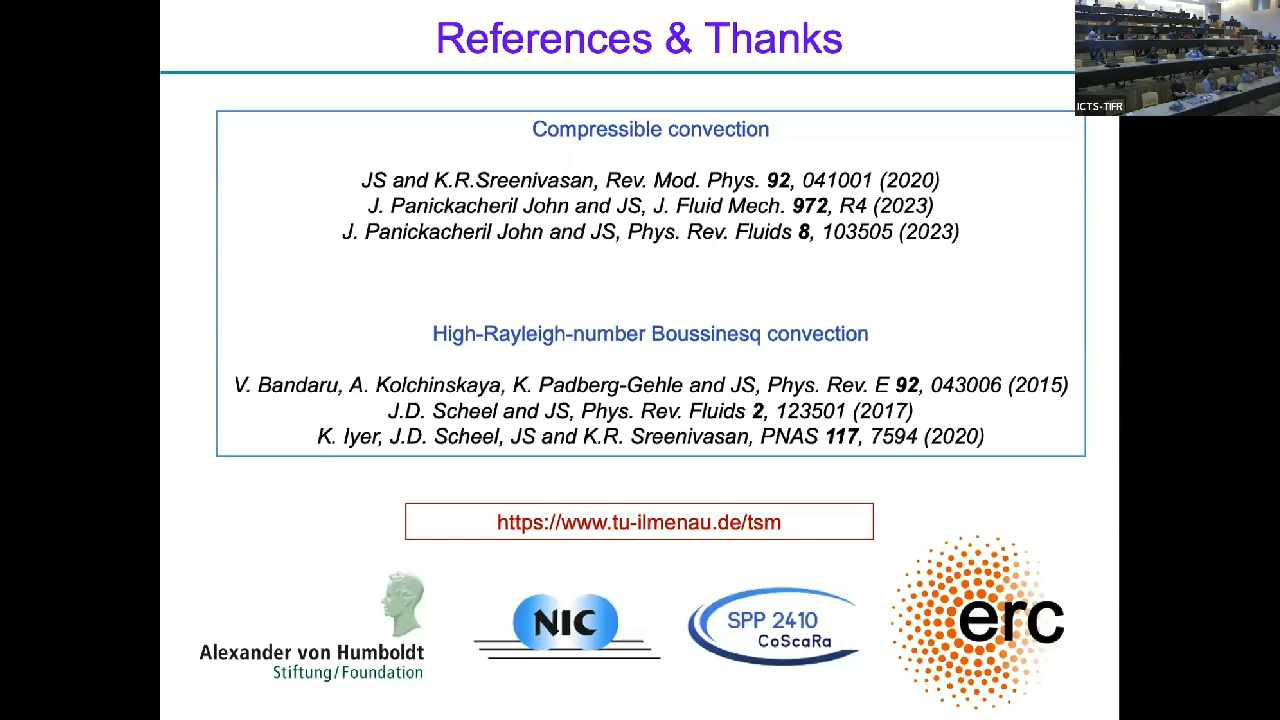 References & Thanks
ICTS-TIFR
Compressible convection
JS and K.R.Sreenivasan, Rev. Mod. Phys. 92, 041001 (2020)
J. Panickacheril John and JS, J. Fluid Mech. 972, R4 (2023)
J. Panickacheril John and JS, Phys. Rev. Fluids 8, 103505 (2023)
High-Rayleigh-number Boussinesq convection
V. Bandaru, A. Kolchinskaya, K. Padberg-Gehle and JS, Phys. Rev. E 92, 043006 (2015)
J.D. Scheel and JS, Phys. Rev. Fluids 2, 123501 (2017)
K. Iyer, J.D. Scheel, JS and K.R. Sreenivasan, PNAS 117, 7594 (2020)
https://www.tu-ilmenau.de/tsm
Alexander von Humboldt
Stiftung/Foundation
NIC
SPP 2410
CoScaRa
erc